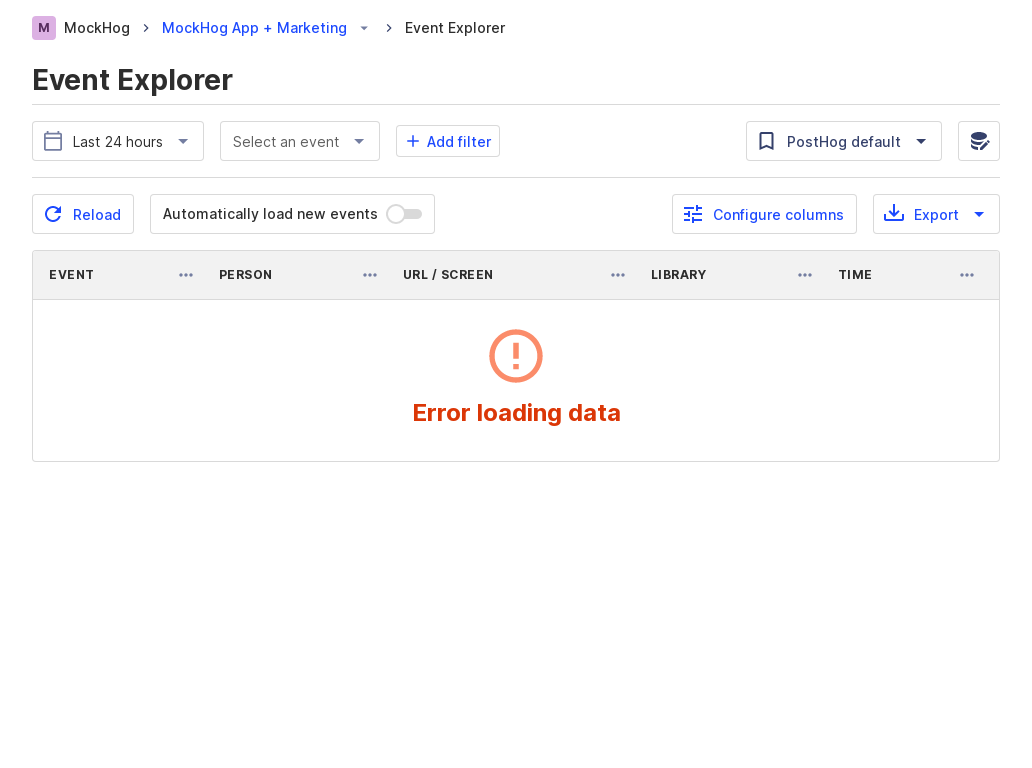 M MockHog MockHog App + Marketing Event Explorer
Event Explorer
Last 24 hours Select an event Add filter PostHog default
Reload Automatically load new events Configure columns Export
EVENT PERSON URL / SCREEN LIBRARY TIME
Error loading data